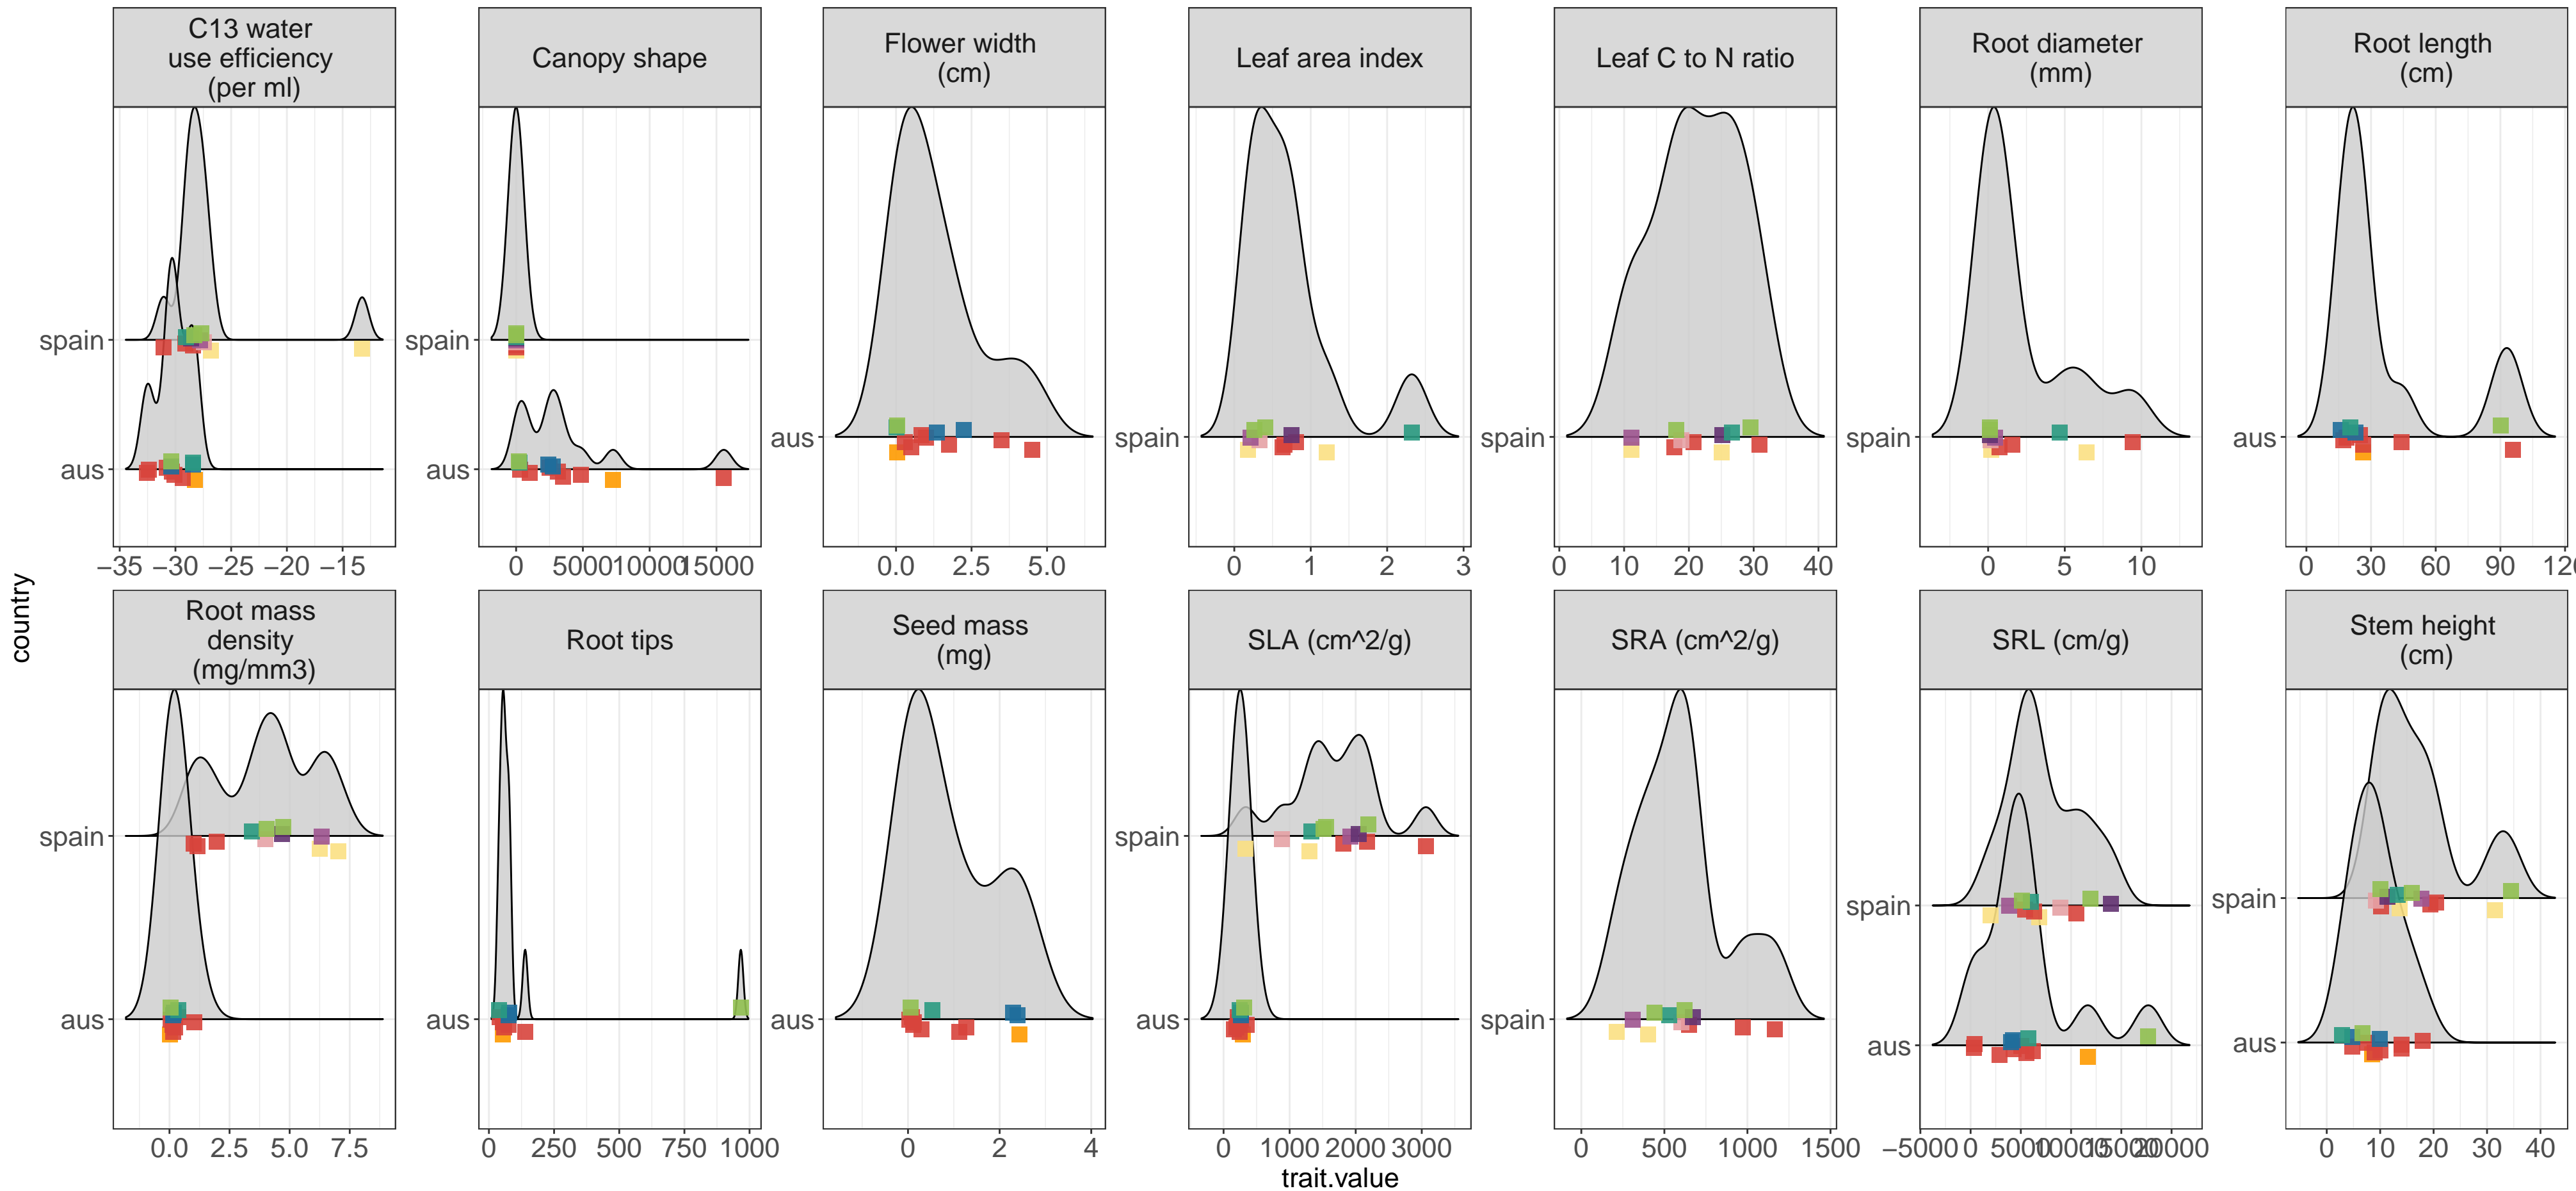 C13 water
use efficiency
(per ml)
Canopy shape
Flower width
(cm)
Leaf area index
Leaf C to N ratio
Root diameter
(mm)
Root length
(cm)
spain
aus
spain
aus
aus
spain
spain
spain
aus
−35 −30 −25 −20 −15
0 5000 10000 15000
0.0 2.5 5.0
0 1 2 3
0 10 20 30 40
0 5 10
0 30 60 90 120
country
Root mass
density
(mg/mm3)
Root tips
Seed mass
(mg)
SLA (cm^2/g)
SRA (cm^2/g)
SRL (cm/g)
Stem height
(cm)
spain
aus
aus
aus
spain
aus
spain
spain
aus
spain
aus
0.0 2.5 5.0 7.5
0 250 500 750 1000
0 2 4
0 1000 2000 3000
0 500 1000 1500
−5000 0 5000 10000 15000 20000
0 10 20 30 40
trait.value